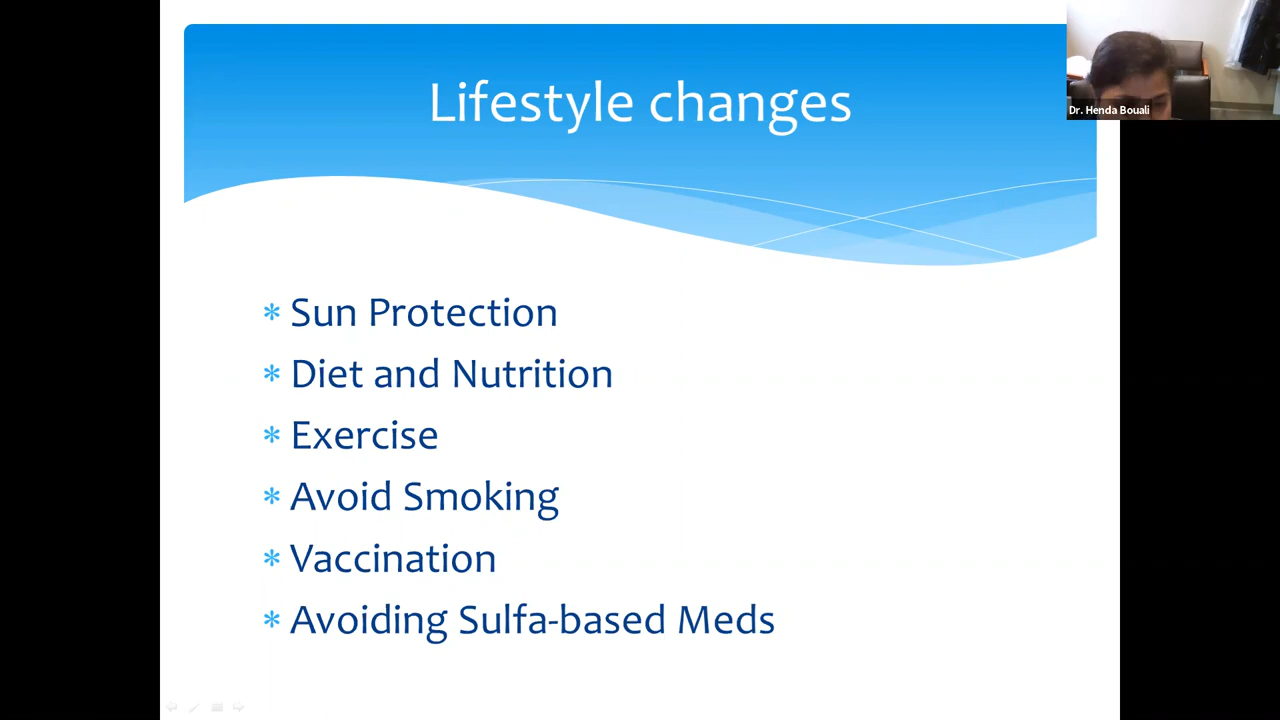 Lifestyle changes
Dr. Henda Bouali
* Sun Protection
* Diet and Nutrition
* Exercise
* Avoid Smoking
* Vaccination
* Avoiding Sulfa-based Meds